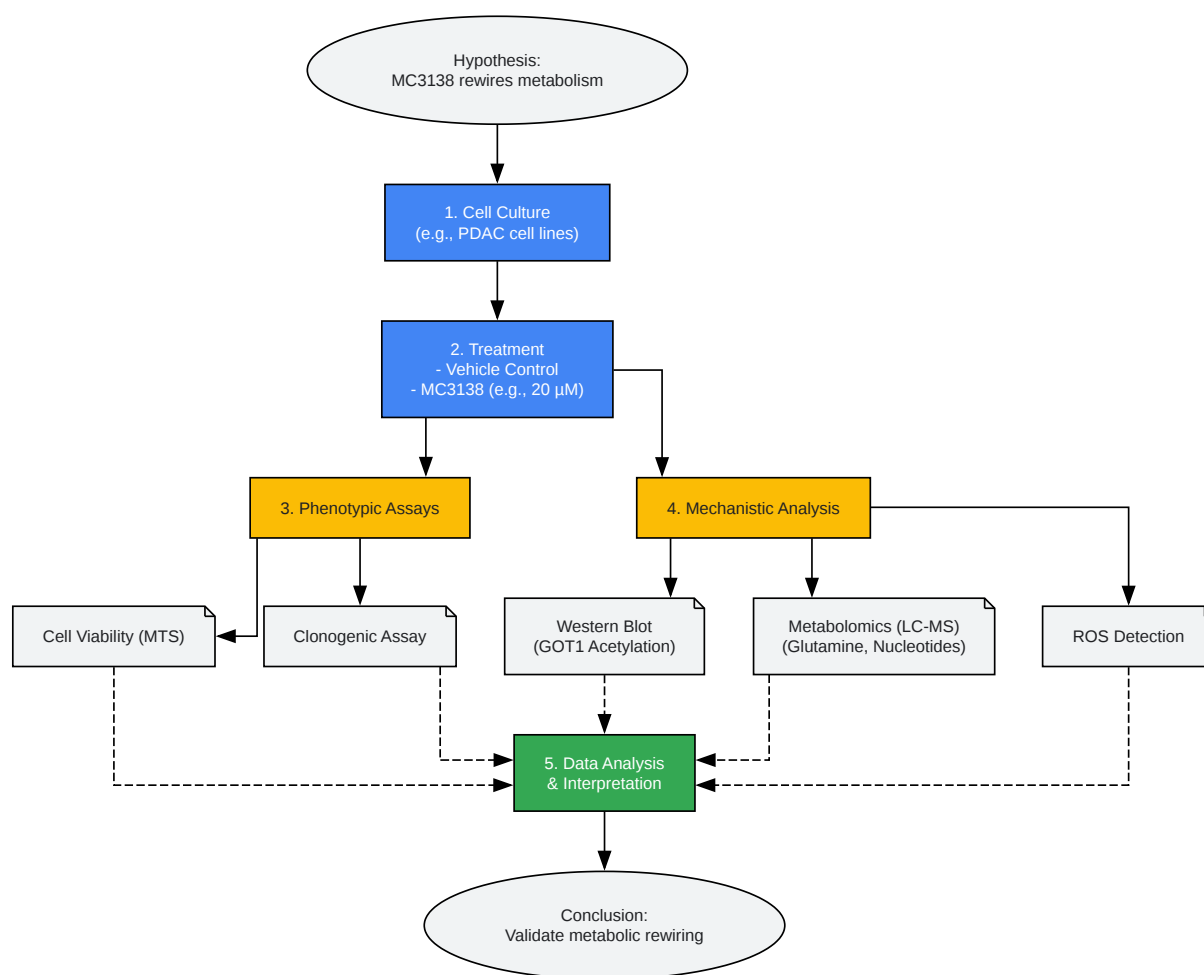 Hypothesis:
MC3138 rewires metabolism
1. Cell Culture
(e.g., PDAC cell lines)
2. Treatment
- Vehicle Control
- MC3138 (e.g., 20 µM)
3. Phenotypic Assays
4. Mechanistic Analysis
Cell Viability (MTS)
Clonogenic Assay
Western Blot
(GOT1 Acetylation)
Metabolomics (LC-MS)
(Glutamine, Nucleotides)
ROS Detection
5. Data Analysis
& Interpretation
Conclusion:
Validate metabolic rewiring